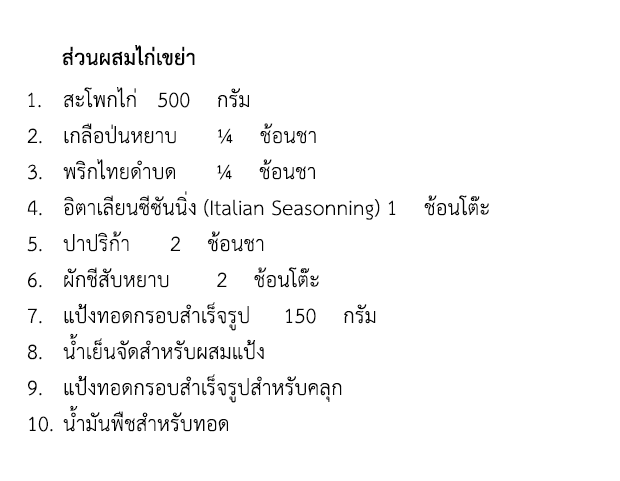 ส่วนผสมไก่เขย่า
1. สะโพกไก่ 500 กรัม
2. เกลือป่นหยาบ ¼ ช้อนชา
3. พริกไทยดำบด ¼ ช้อนชา
4. อิตาเลียนซีซันนิ่ง (Italian Seasonning) 1 ช้อนโต๊ะ
5. ปาปริก้า 2 ช้อนชา
6. ผักชีสับหยาบ 2 ช้อนโต๊ะ
7. แป้งทอดกรอบสำเร็จรูป 150 กรัม
8. น้ำเย็นจัดสำหรับผสมแป้ง
9. แป้งทอดกรอบสำเร็จรูปสำหรับคลุก
10. น้ำมันพืชสำหรับทอด